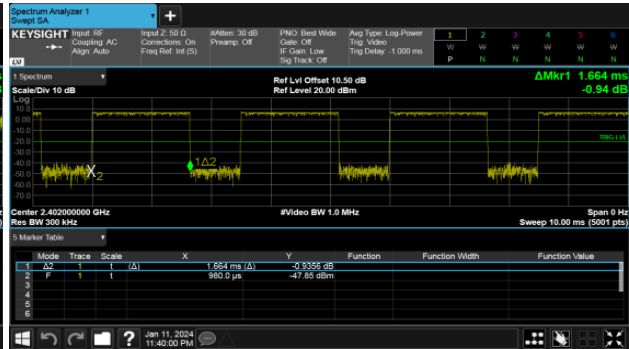 Spectrum Analyzer 1
Swept SA
+
KEYSIGHT Input: RF Input Z: 50 Ω #Atten: 30 dB PNO: Best Wide Avg Type: Log-Power 1 2 3 4 5 6
Coupling: AC Corrections: On Preamp: Off Gate: Off Trig: Video W W W W W W
Align: Auto Freq Ref: Int (S) IF Gain: Low Trig Delay: -1.000 ms P N N N N N
Sig Track: Off
LXI
1 Spectrum
Scale/Div 10 dB
Ref Lvl Offset 10.50 dB
Ref Level 20.00 dBm
ΔMkr1 1.664 ms
-0.94 dB
Log
10.0
0.00
-10.0
-20.0
TRIG LVL
-30.0
-40.0
1Δ2
-50.0
X2
-60.0
-70.0
Center 2.402000000 GHz #Video BW 1.0 MHz Span 0 Hz
Res BW 300 kHz Sweep 10.00 ms (5001 pts)
5 Marker Table
Mode Trace Scale X Y Function Function Width Function Value
1 Δ2 1 t (Δ) 1.664 ms (Δ) -0.9356 dB
2 F 1 t 980.0 µs -47.85 dBm
3
4
5
6
?
Jan 11, 2024
11:40:00 PM